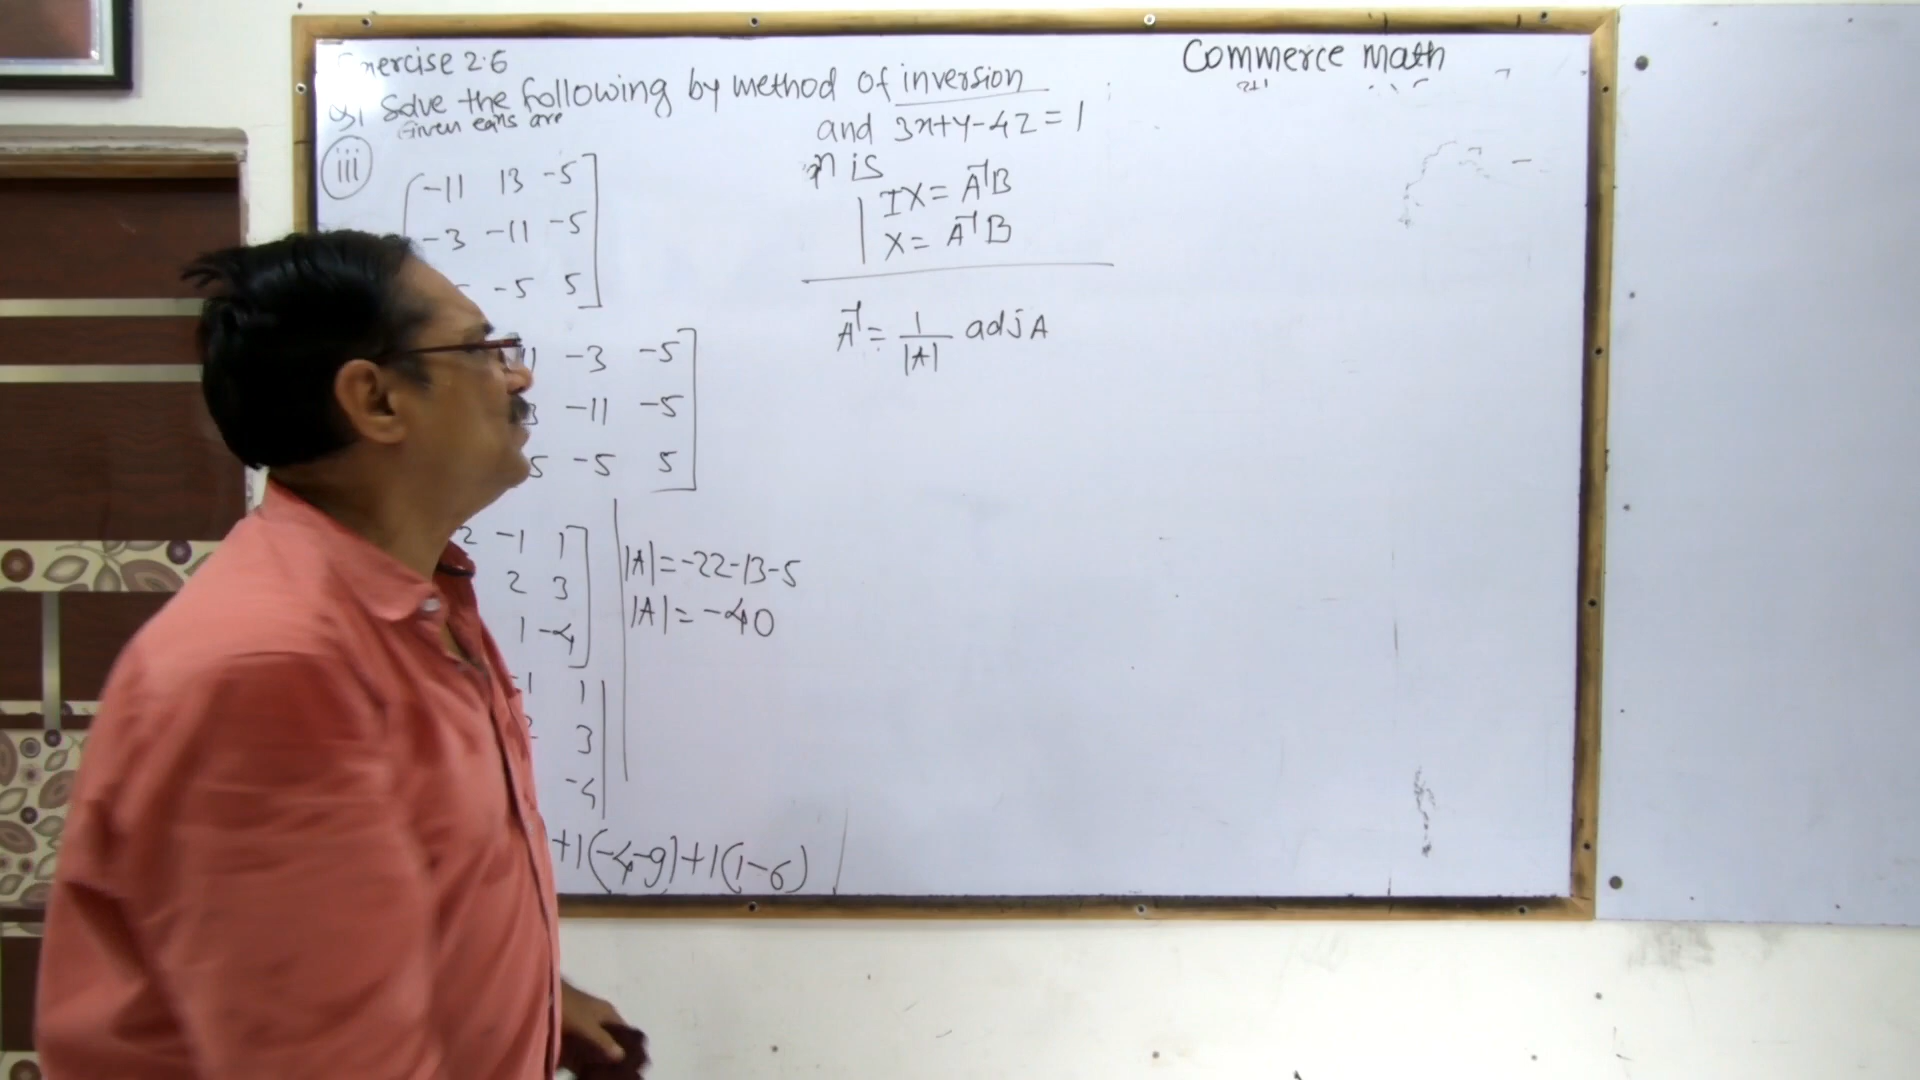 Exercise 2.6
Commerce Math
Q1 Solve the following by method of inversion
Given eqns are
and 3x+y-4z=1
iii
-11 13 -5
-3 -11 -5
-5 5
is
IX = A⁻¹B
X = A⁻¹B
A⁻¹ = 1/|A| adj A
-3 -5
-11 -5
5 -5 5
2 -1 1
2 3
1 -4
|A| = -22-13-5
|A| = -40
-1 1
3
-4
+1(-4-9)+1(1-6)